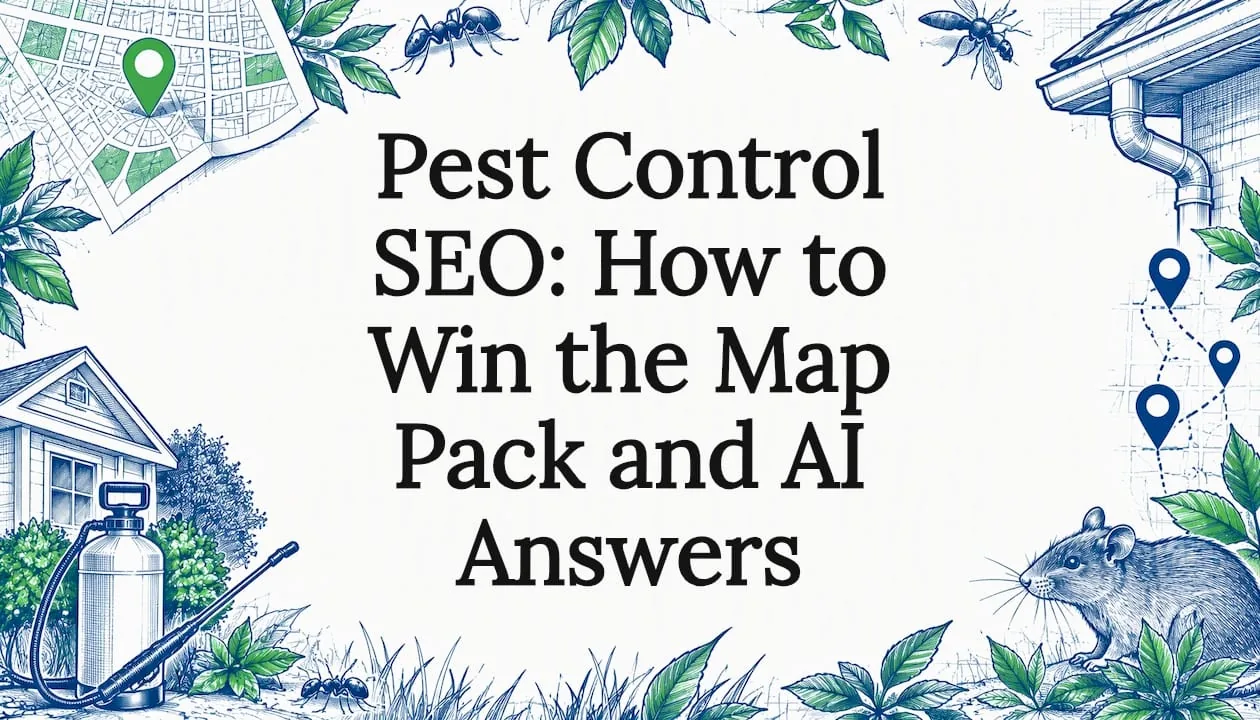 Pest Control
SEO: How to
Win the Map
Pack and AI
Answers